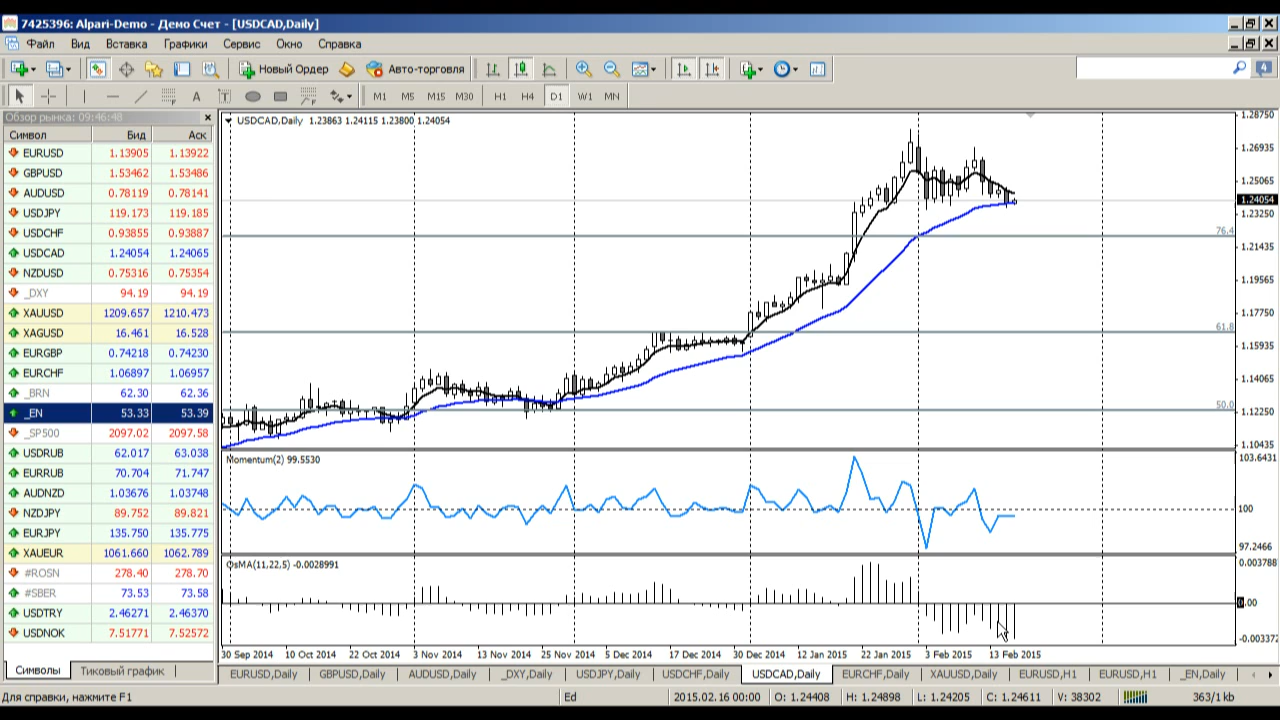 7425396: Alpari-Demo - Демо Счет - [USDCAD,Daily]
Файл Вид Вставка Графики Сервис Окно Справка
Новый Ордер Авто-торговля
A T M1 M5 M15 M30 H1 H4 D1 W1 MN
Обзор рынка: 09:46:48
Символ Бид Аск
EURUSD 1.13905 1.13922
GBPUSD 1.53462 1.53486
AUDUSD 0.78119 0.78141
USDJPY 119.173 119.185
USDCHF 0.93855 0.93887
USDCAD 1.24054 1.24065
NZDUSD 0.75316 0.75354
_DXY 94.19 94.19
XAUUSD 1209.657 1210.473
XAGUSD 16.461 16.528
EURGBP 0.74218 0.74230
EURCHF 1.06897 1.06957
_BRN 62.30 62.36
_EN 53.33 53.39
_SP500 2097.02 2097.58
USDRUB 62.017 63.038
EURRUB 70.704 71.747
AUDNZD 1.03676 1.03748
NZDJPY 89.752 89.821
EURJPY 135.750 135.775
XAUEUR 1061.660 1062.789
#ROSN 278.40 278.70
#SBER 73.53 73.58
USDTRY 2.46271 2.46370
USDNOK 7.51771 7.52572
Символы Тиковый график
USDCAD,Daily 1.23863 1.24115 1.23800 1.24054
1.28750
1.26935
1.25065
1.24054
1.23250
76.4
1.21435
1.19565
1.17750
61.8
1.15935
1.14065
50.0
1.12250
1.10435
Momentum(2) 99.5530
103.6431
100
97.2466
OsMA(11,22,5) -0.0028991
0.003788
0.00
-0.003372
30 Sep 2014 10 Oct 2014 22 Oct 2014 3 Nov 2014 13 Nov 2014 25 Nov 2014 5 Dec 2014 17 Dec 2014 30 Dec 2014 12 Jan 2015 22 Jan 2015 3 Feb 2015 13 Feb 2015
EURUSD,Daily GBPUSD,Daily AUDUSD,Daily _DXY,Daily USDJPY,Daily USDCHF,Daily USDCAD,Daily EURCHF,Daily XAUUSD,Daily EURUSD,H1 EURUSD,H1 _EN,Daily
Для справки, нажмите F1 Ed 2015.02.16 00:00 O: 1.24408 H: 1.24898 L: 1.24205 C: 1.24611 V: 38302 363/1 kb